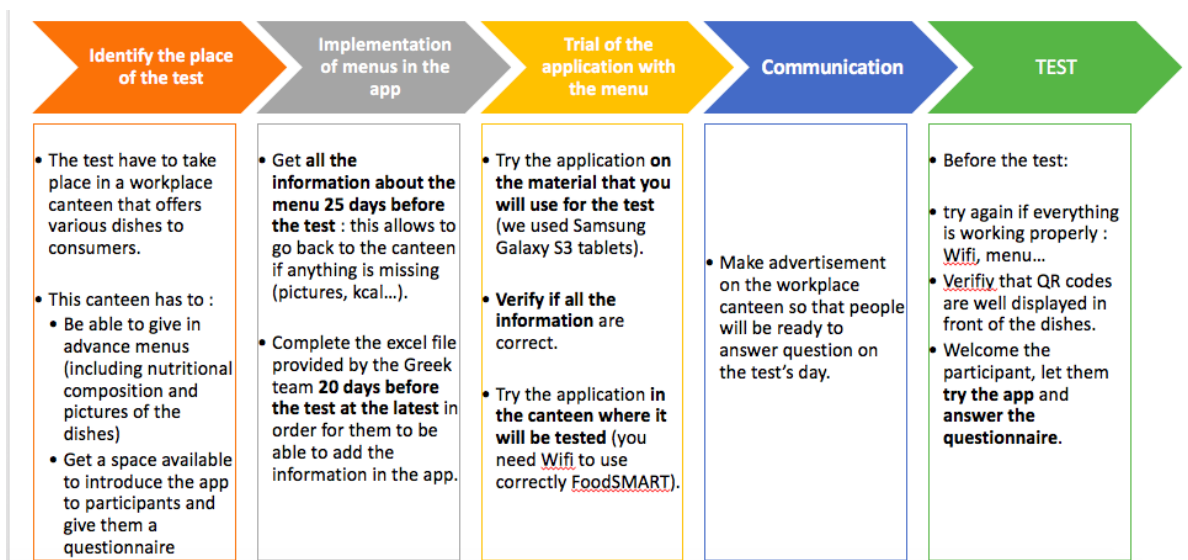 Identify the place
of the test
Implementation
of menus in the
app
Trial of the
application with
the menu
Communication
TEST
• The test have to take
place in a workplace
canteen that offers
various dishes to
consumers.
• This canteen has to :
• Be able to give in
advance menus
(including nutritional
composition and
pictures of the
dishes)
• Get a space available
to introduce the app
to participants and
give them a
questionnaire
• Get all the
information about the
menu 25 days before
the test : this allows to
go back to the canteen
if anything is missing
(pictures, kcal...).
• Complete the excel file
provided by the Greek
team 20 days before
the test at the latest in
order for them to be
able to add the
information in the app.
• Try the application on
the material that you
will use for the test
(we used Samsung
Galaxy S3 tablets).
• Verify if all the
information are
correct.
• Try the application in
the canteen where it
will be tested (you
need Wifi to use
correctly FoodSMART).
• Make advertisement
on the workplace
canteen so that people
will be ready to
answer question on
the test's day.
• Before the test:
• try again if everything
is working properly :
Wifi, menu...
• Verifiy that QR codes
are well displayed in
front of the dishes.
• Welcome the
participant, let them
try the app and
answer the
questionnaire.